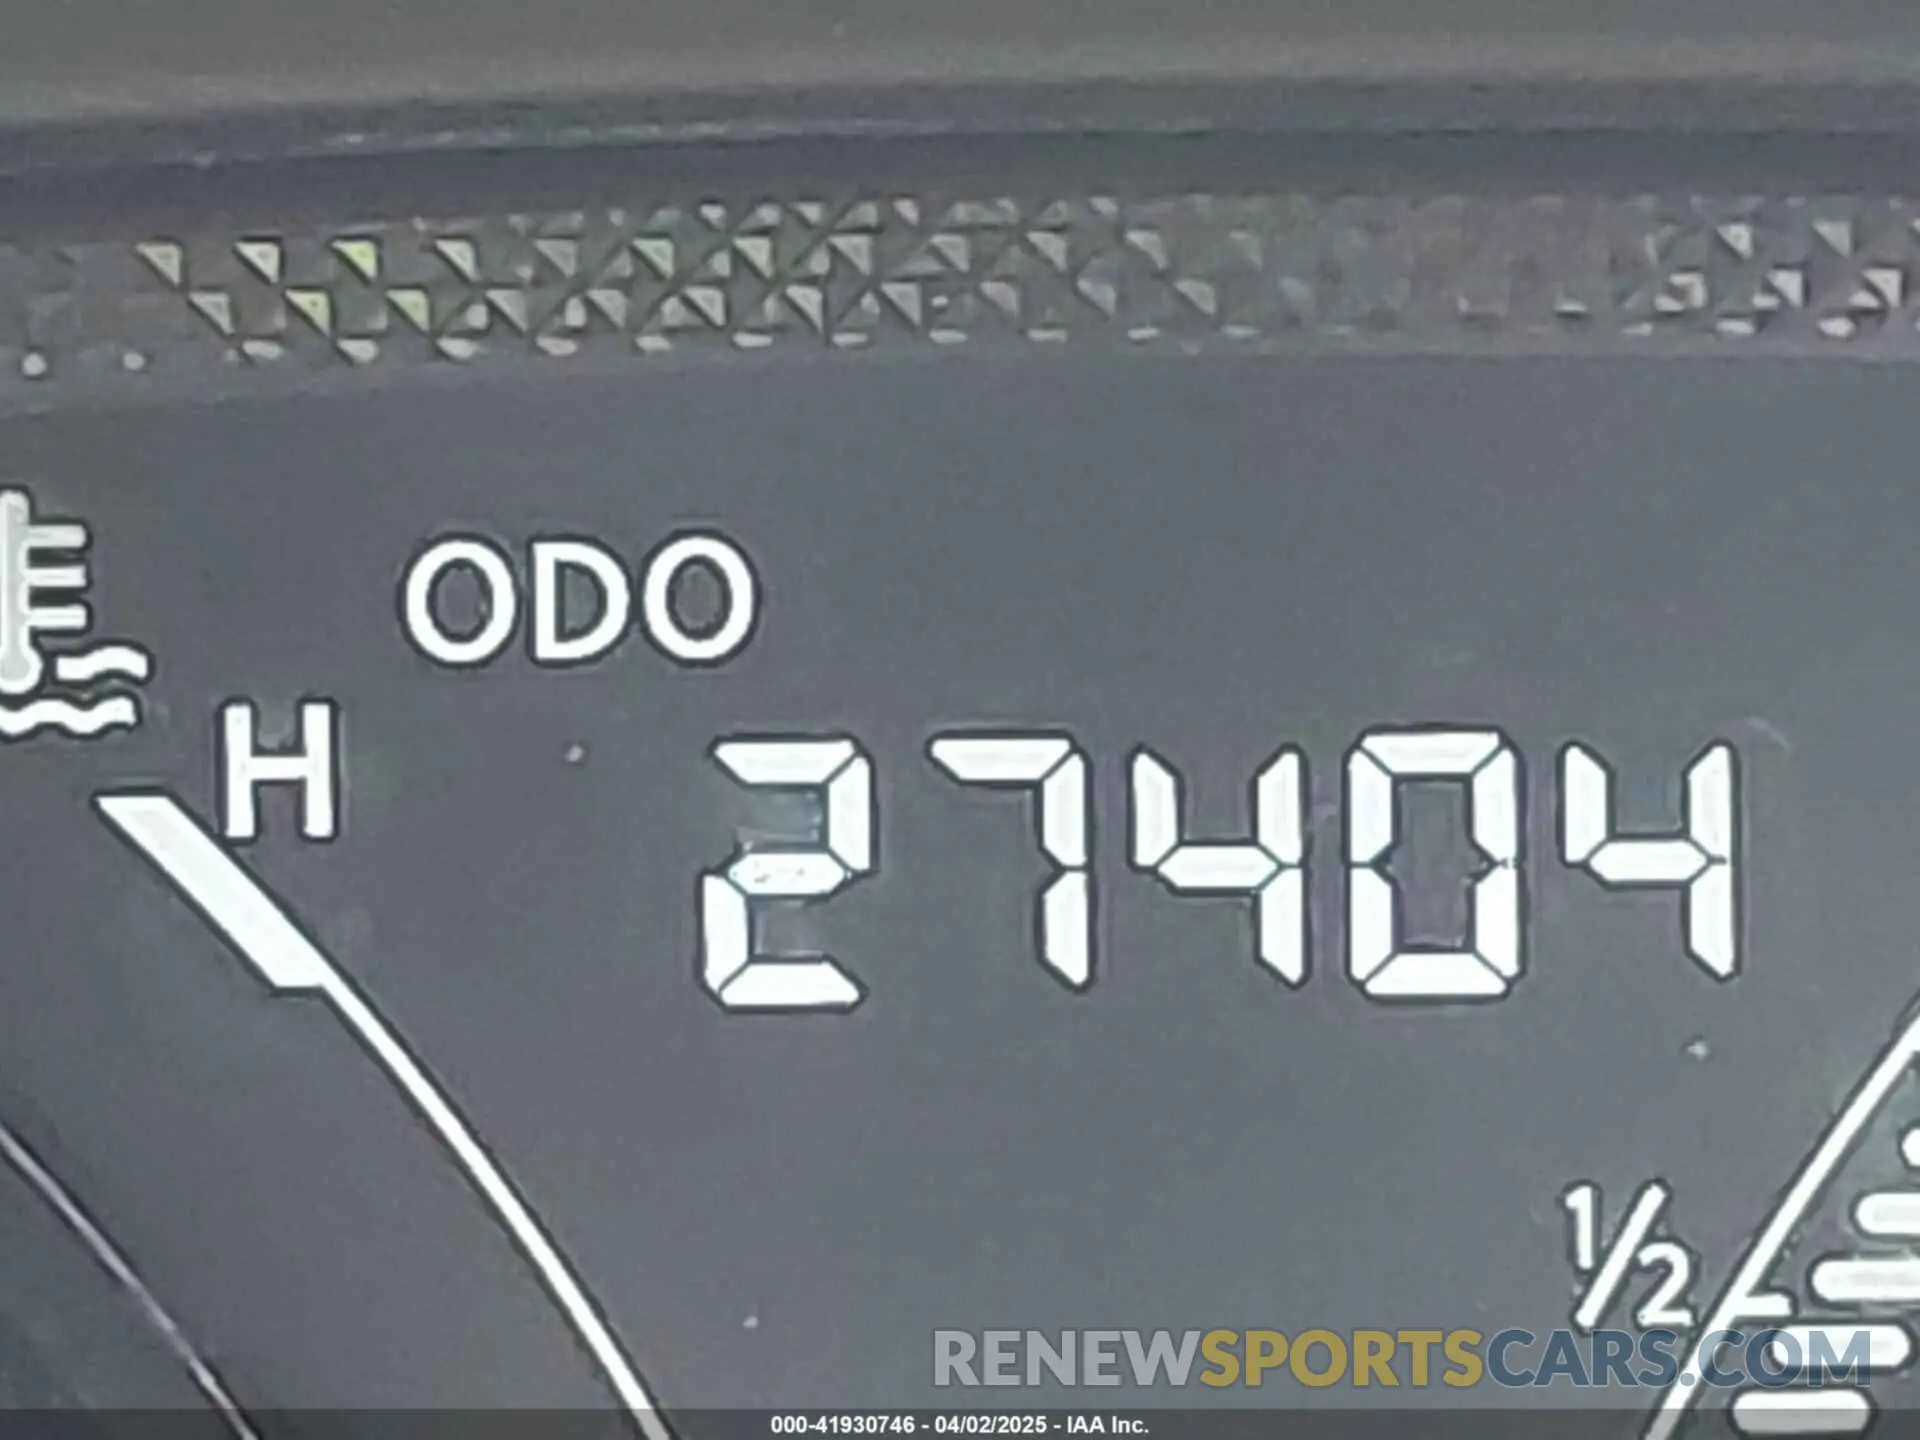 ODO
H
27404
1/2
RENEWSPORTSCARS.COM
000-41930746 - 04/02/2025 - IAA Inc.